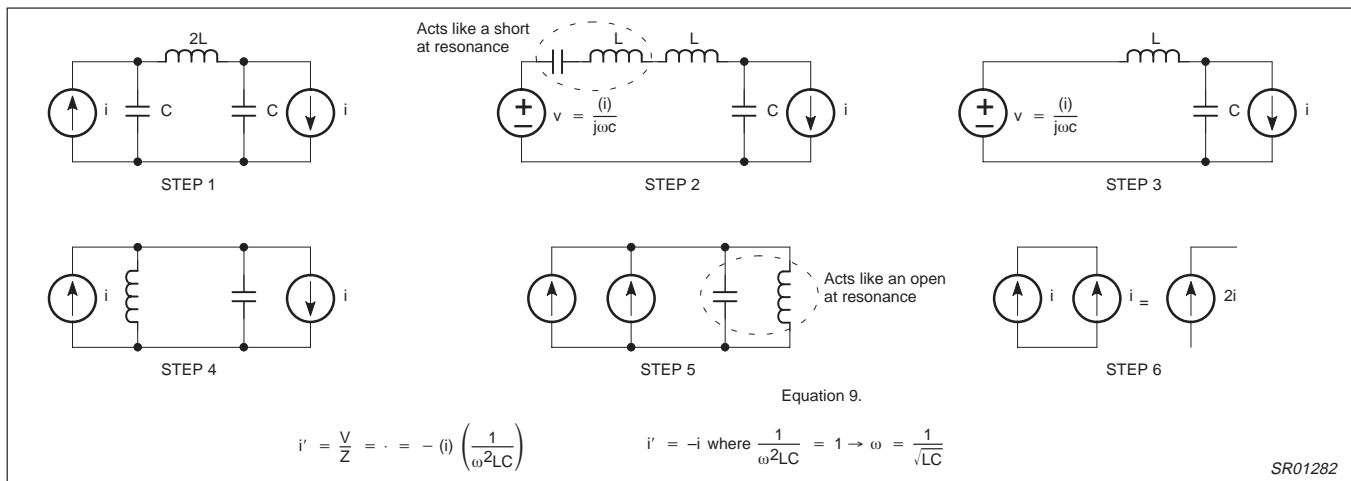 2L
i
C
C
i
STEP 1
Acts like a short
at resonance
L
L
v = (i) / jωc
C
i
STEP 2
L
v = (i) / jωc
C
i
STEP 3
i
i
STEP 4
Acts like an open
at resonance
STEP 5
i
i =
2i
STEP 6
Equation 9.
i′ = V/Z = · = − (i) (1 / ω²LC)
i′ = –i where 1 / ω²LC = 1 → ω = 1 / √LC
SR01282